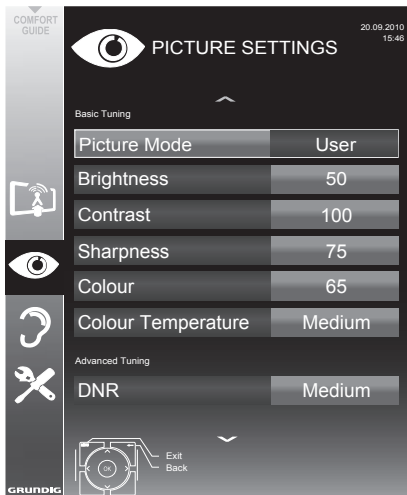 COMFORT
GUIDE
PICTURE SETTINGS
20.09.2010
15:46
Basic Tuning
Picture Mode User
Brightness 50
Contrast 100
Sharpness 75
Colour 65
Colour Temperature Medium
Advanced Tuning
DNR Medium
Exit
Back
OK
GRUNDIG